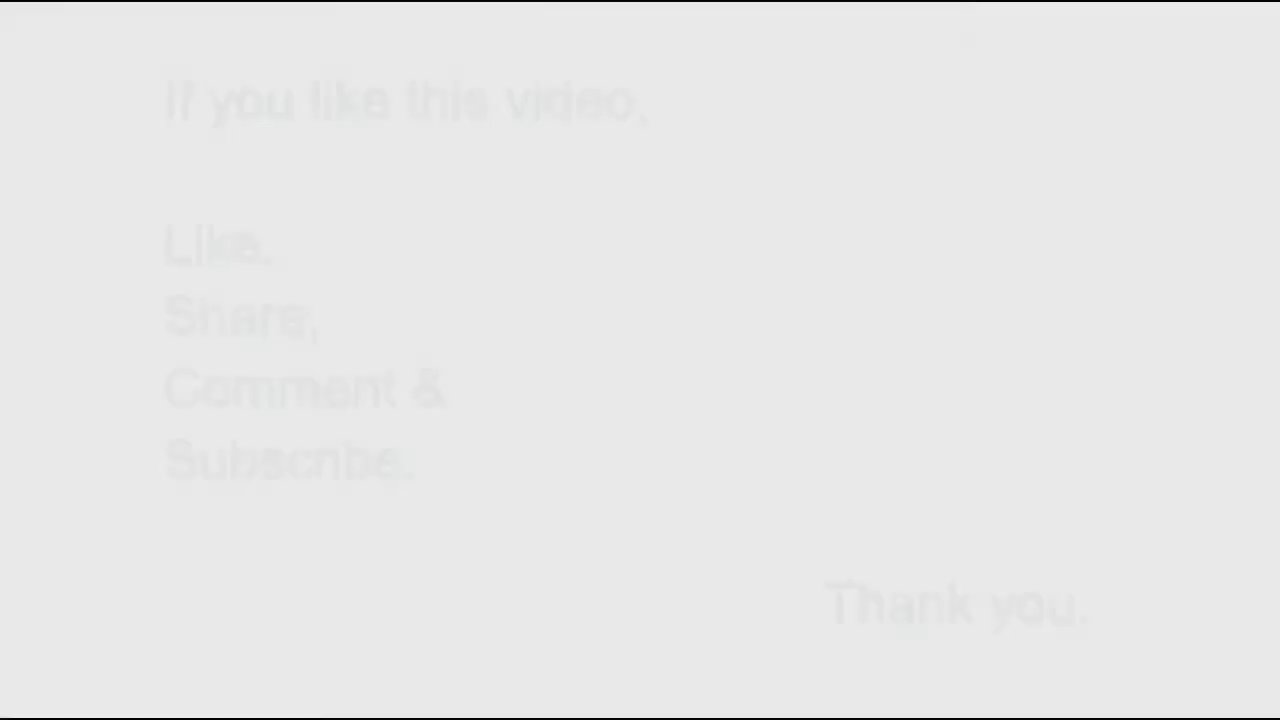 If you like this video,
Like,
Share,
Comment &
Subscribe.
Thank you.